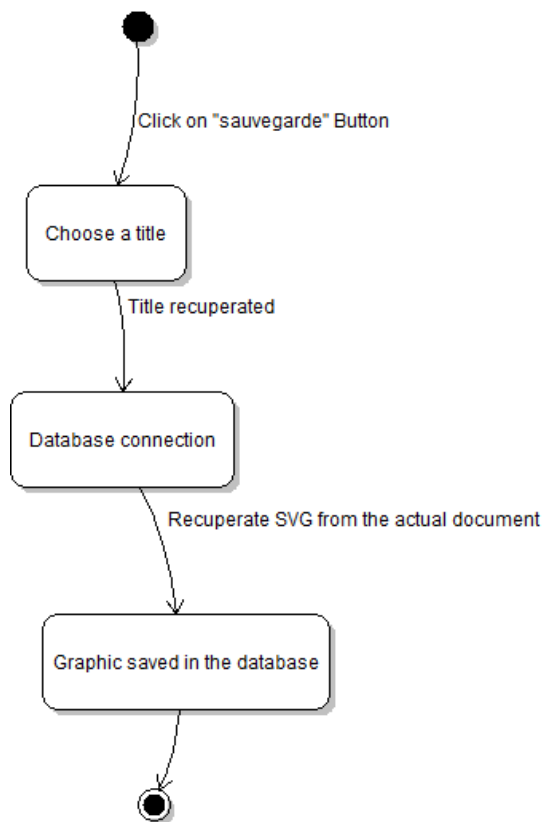 Click on "sauvegarde" Button
Choose a title
Title recuperated
Database connection
Recuperate SVG from the actual document
Graphic saved in the database